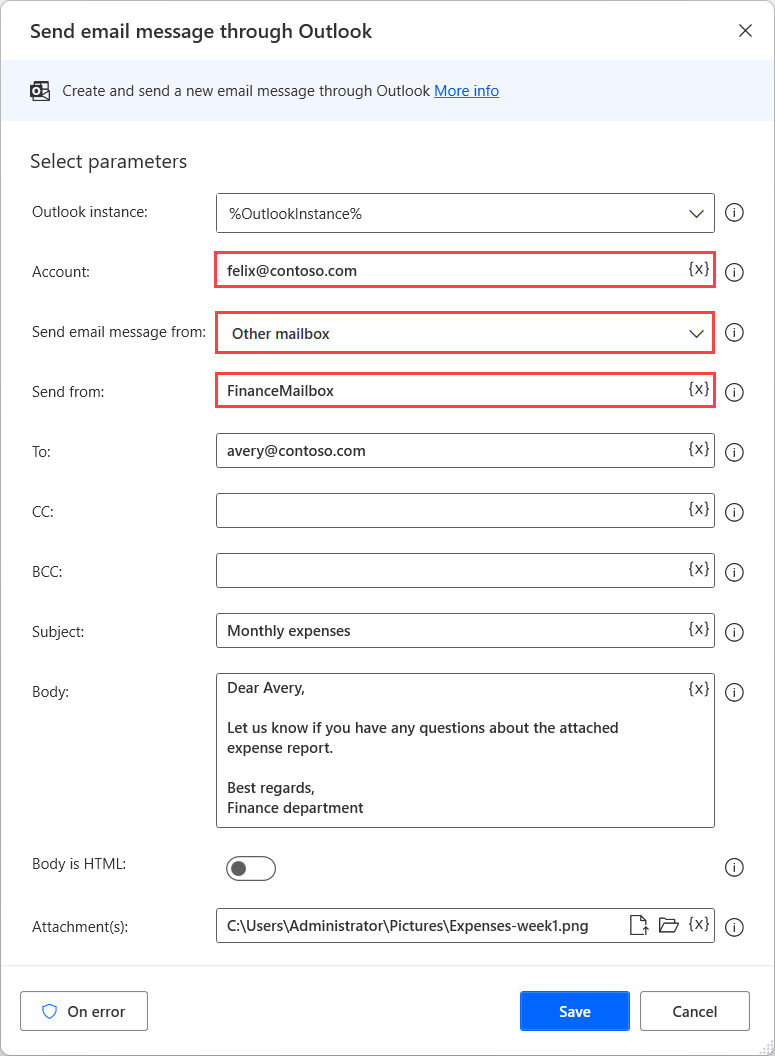 Send email message through Outlook
Create and send a new email message through Outlook More info
Select parameters
Outlook instance: %OutlookInstance%
Account: felix@contoso.com {x}
Send email message from: Other mailbox
Send from: FinanceMailbox {x}
To: avery@contoso.com {x}
CC: {x}
BCC: {x}
Subject: Monthly expenses {x}
Body: Dear Avery, {x}
Let us know if you have any questions about the attached
expense report.
Best regards,
Finance department
Body is HTML:
Attachment(s): C:\Users\Administrator\Pictures\Expenses-week1.png {x}
On error Save Cancel